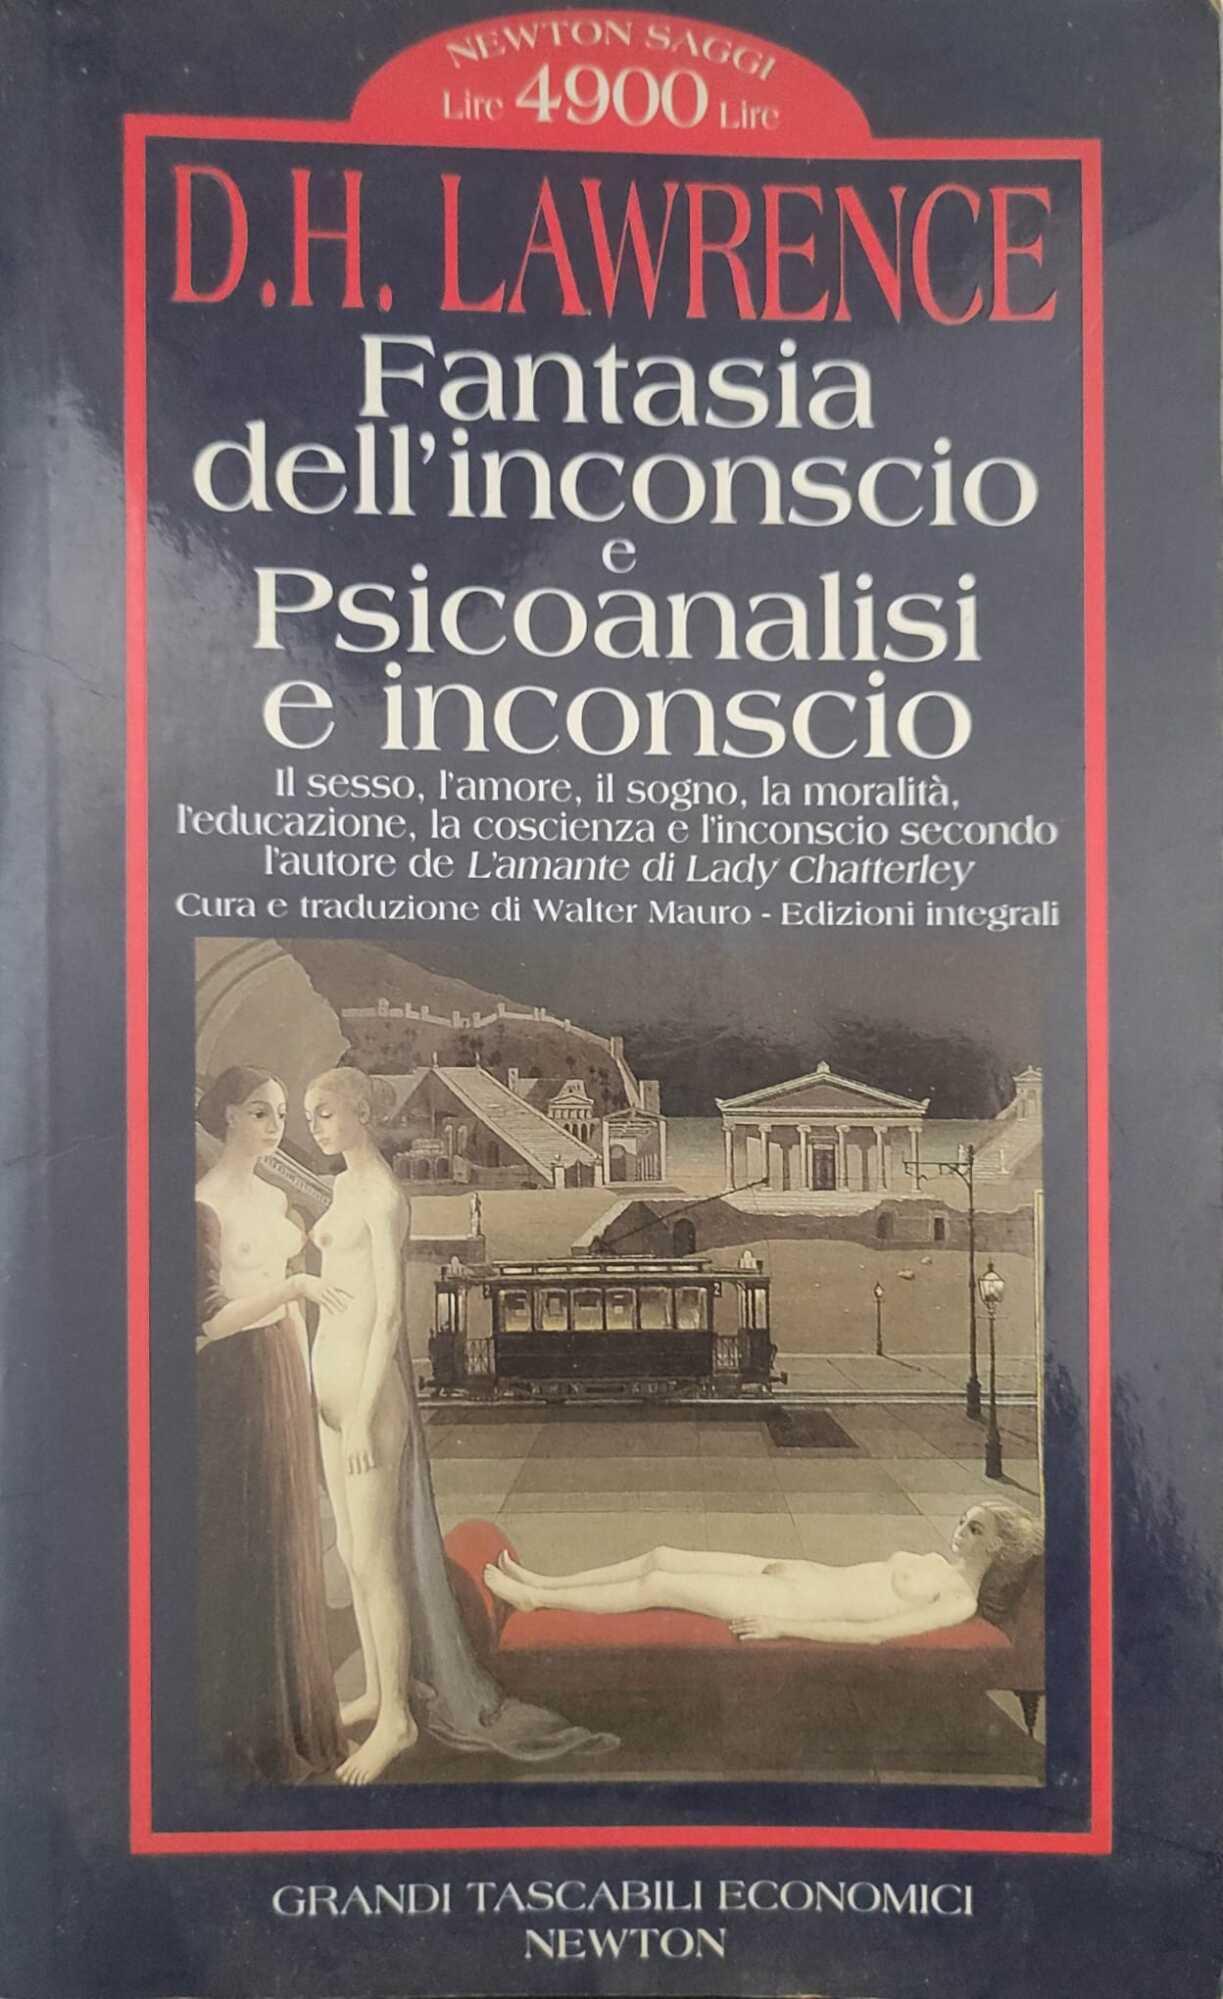 NEWTON SAGGI
Lire 4900 Lire
D.H. LAWRENCE
Fantasia
dell'inconscio
e
Psicoanalisi
e inconscio
Il sesso, l'amore, il sogno, la moralità,
l'educazione, la coscienza e l'inconscio secondo
l'autore de L'amante di Lady Chatterley
Cura e traduzione di Walter Mauro - Edizioni integrali
2
2
GRANDI TASCABILI ECONOMICI
NEWTON